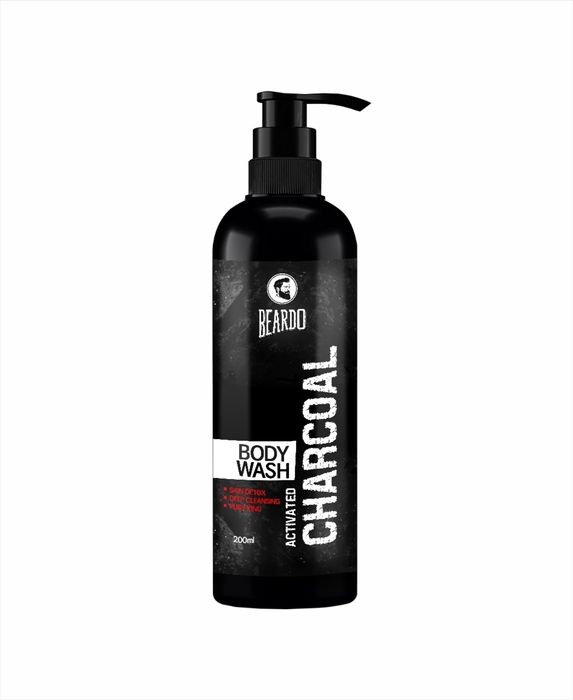 BEARDO
BODY
WASH
SKIN DETOX
DEEP CLEANSING
PURIFYING
200ml
ACTIVATED
CHARCOAL